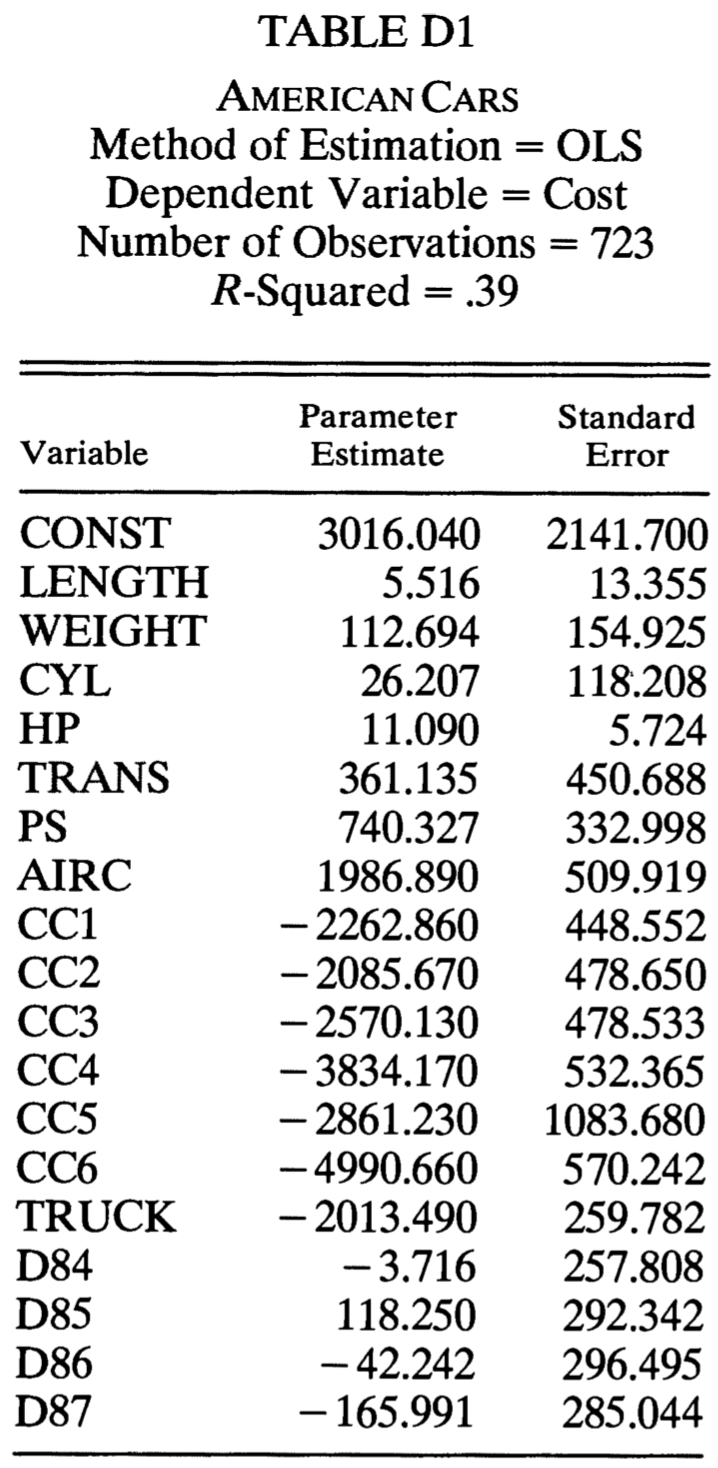 TABLE D1
AMERICAN CARS
Method of Estimation = OLS
Dependent Variable = Cost
Number of Observations = 723
R-Squared = .39
Variable Parameter Estimate Standard Error
CONST 3016.040 2141.700
LENGTH 5.516 13.355
WEIGHT 112.694 154.925
CYL 26.207 118.208
HP 11.090 5.724
TRANS 361.135 450.688
PS 740.327 332.998
AIRC 1986.890 509.919
CC1 −2262.860 448.552
CC2 −2085.670 478.650
CC3 −2570.130 478.533
CC4 −3834.170 532.365
CC5 −2861.230 1083.680
CC6 −4990.660 570.242
TRUCK −2013.490 259.782
D84 −3.716 257.808
D85 118.250 292.342
D86 −42.242 296.495
D87 −165.991 285.044